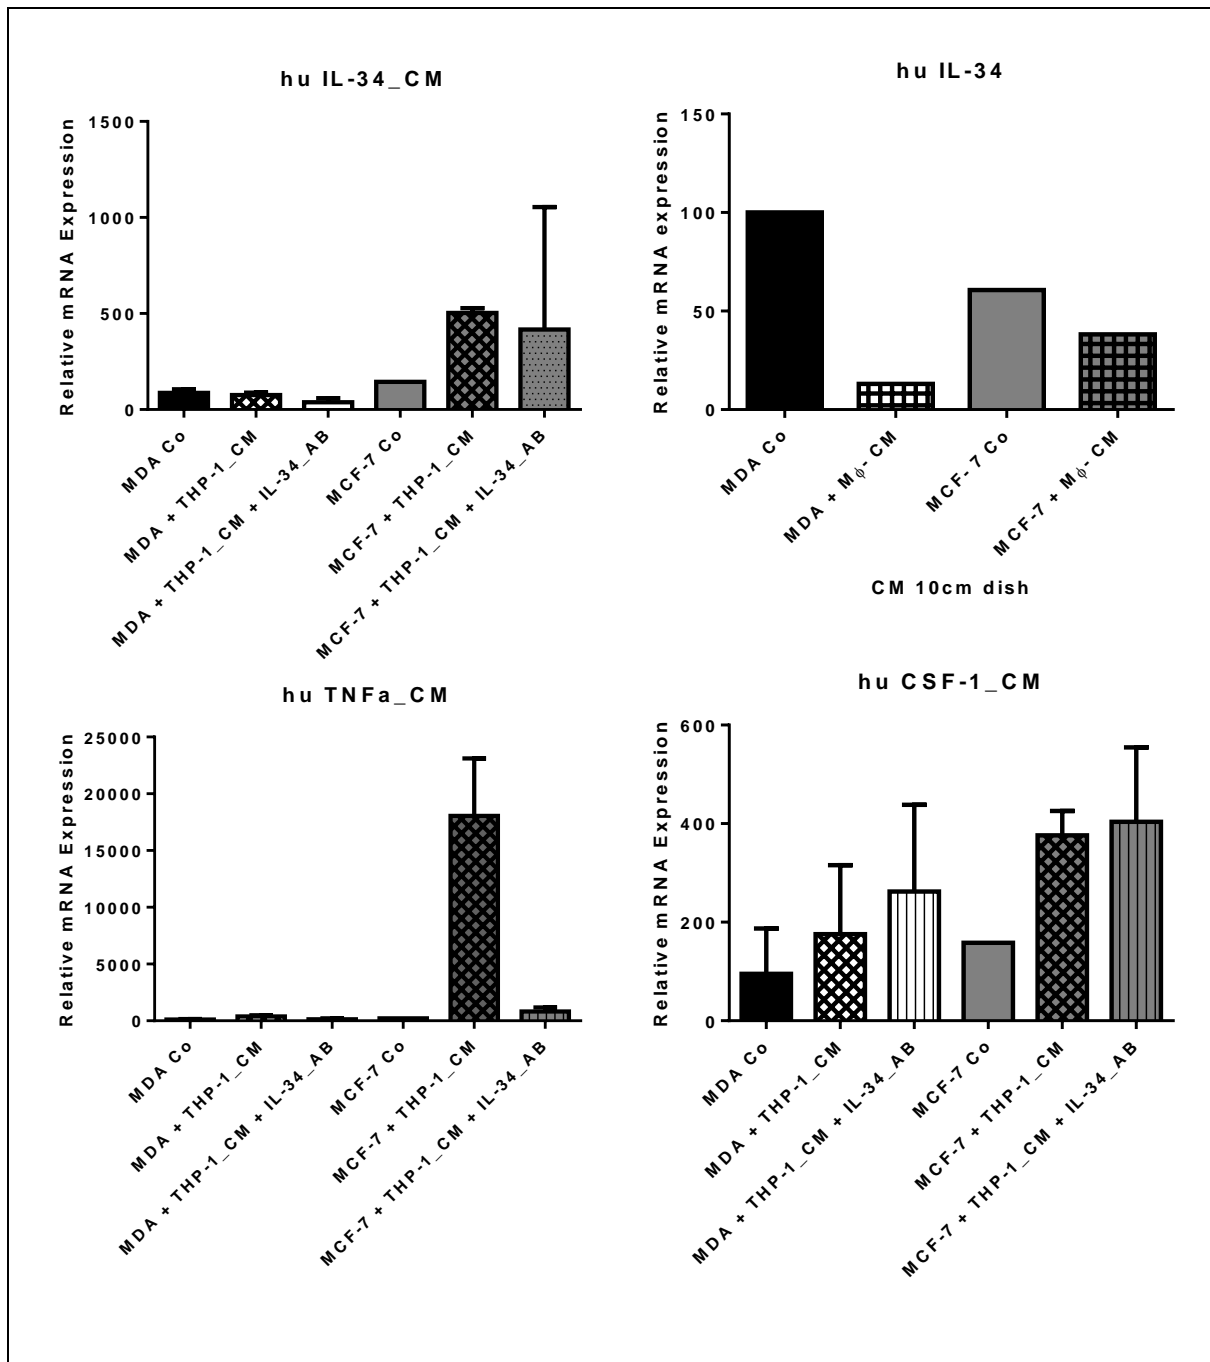 hu IL-34_CM
Relative mRNA Expression
1500
1000
500
0
MDA Co
MDA + THP-1_CM
MDA + THP-1_CM + IL-34_AB
MCF-7 Co
MCF-7 + THP-1_CM
MCF-7 + THP-1_CM + IL-34_AB
hu IL-34
Relative mRNA expression
150
100
50
0
MDA Co
MDA + Mϕ- CM
MCF- 7 Co
MCF-7 + Mϕ- CM
CM 10cm dish
hu TNFa_CM
Relative mRNA Expression
25000
20000
15000
10000
5000
0
MDA Co
MDA + THP-1_CM
MDA + THP-1_CM + IL-34_AB
MCF-7 Co
MCF-7 + THP-1_CM
MCF-7 + THP-1_CM + IL-34_AB
hu CSF-1_CM
Relative mRNA Expression
600
400
200
0
MDA Co
MDA + THP-1_CM
MDA + THP-1_CM + IL-34_AB
MCF-7 Co
MCF-7 + THP-1_CM
MCF-7 + THP-1_CM + IL-34_AB